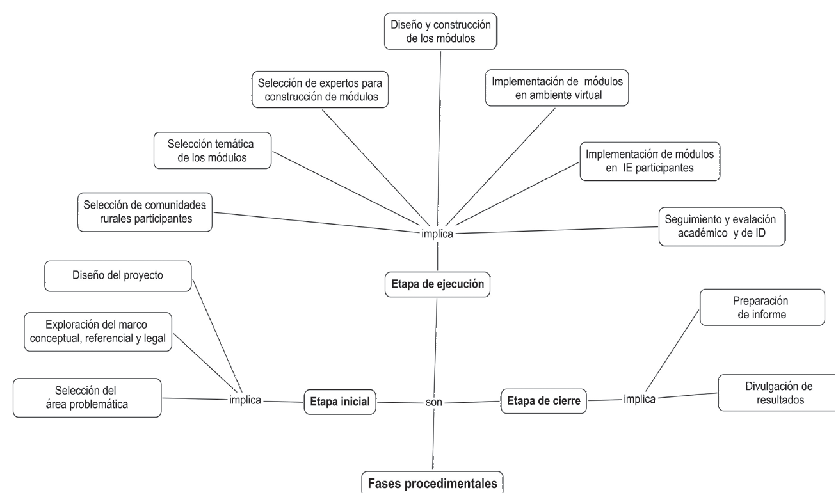 Diseño y construcción
de los módulos
Selección de expertos para
construcción de módulos
Implementación de módulos
en ambiente virtual
Selección temática
de los módulos
Implementación de módulos
en IE participantes
Selección de comunidades
rurales participantes
Seguimiento y evalación
académico y de ID
implica
Diseño del proyecto
Etapa de ejecución
Preparación
de informe
Exploración del marco
conceptual, referencial y legal
Selección del
área problemática
implica
Etapa inicial
son
Etapa de cierre
implica
Divulgación de
resultados
Fases procedimentales